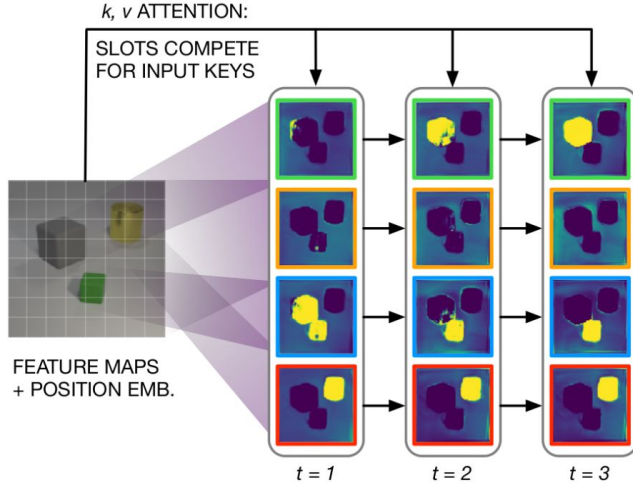 k, v ATTENTION:
SLOTS COMPETE
FOR INPUT KEYS
FEATURE MAPS
+ POSITION EMB.
t = 1
t = 2
t = 3